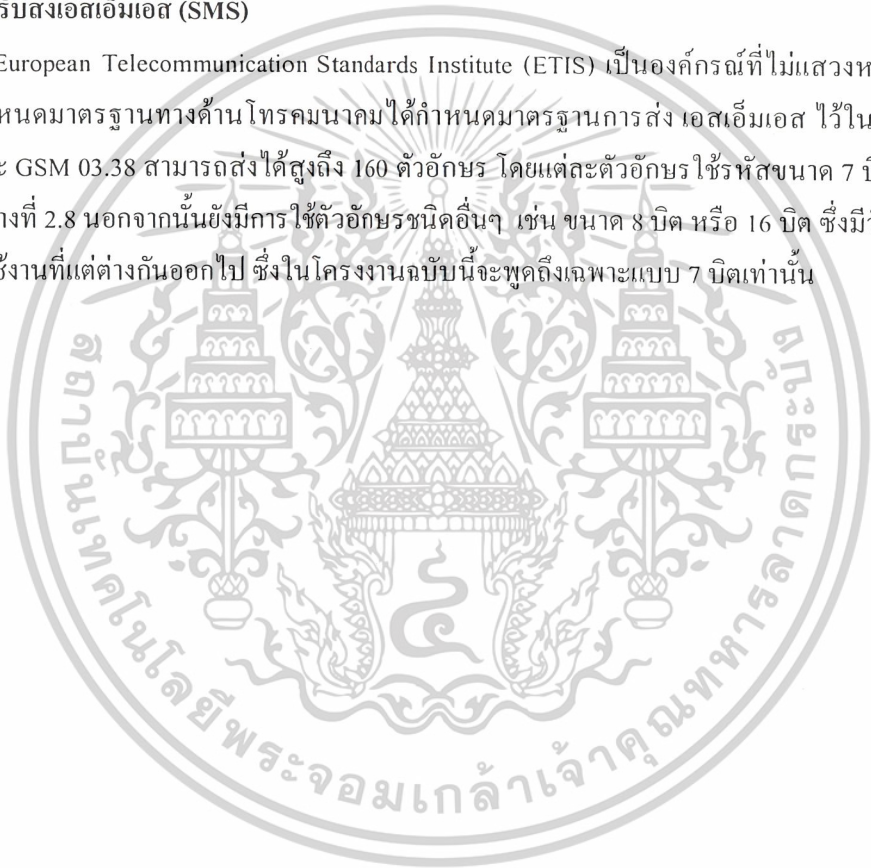 รับส่งเอสเอ็มเอส (SMS)
European Telecommunication Standards Institute (ETIS) เป็นองค์กรณ์ที่ไม่แสวงห
หนดมาตรฐานทางด้านโทรคมนาคมได้กำหนดมาตรฐานการส่ง เอสเอ็มเอส ไว้ใน
ะ GSM 03.38 สามารถส่งได้สูงถึง 160 ตัวอักษร โดยแต่ละตัวอักษรใช้รหัสขนาด 7 บิ
างที่ 2.8 นอกจากนั้นยังมีการใช้ตัวอักษรชนิดอื่นๆ เช่น ขนาด 8 บิต หรือ 16 บิต ซึ่งมี
ช้งานที่แต่ต่างกันออกไป ซึ่งในโครงงานฉบับนี้จะพูดถึงเฉพาะแบบ 7 บิตเท่านั้น
๔
สถาบันเทคโนโลยีพระจอมเกล้าเจ้าคุณทหารลาดกระบัง